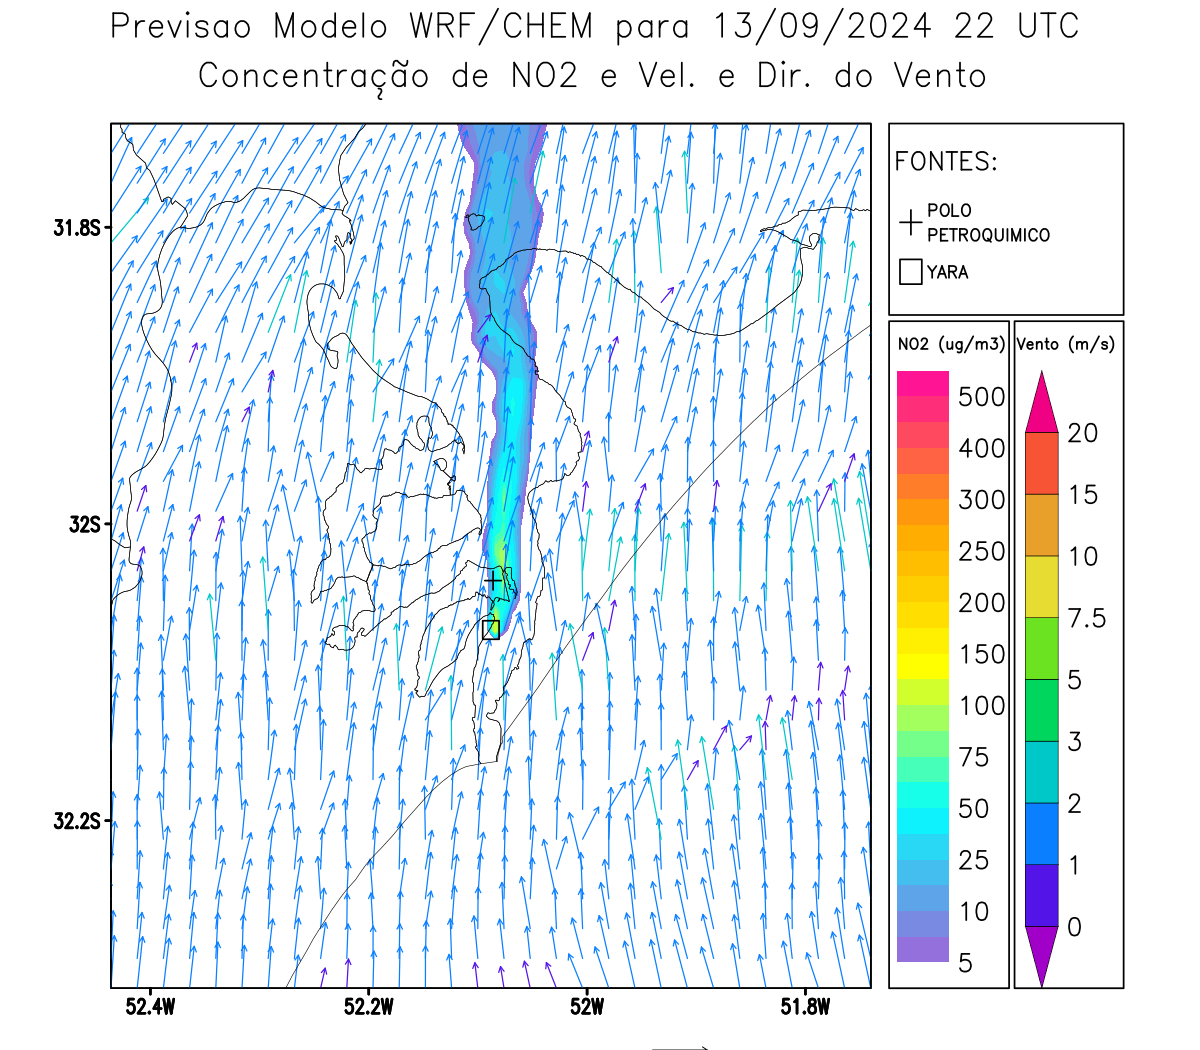 Previsao Modelo WRF/CHEM para 13/09/2024 22 UTC
Concentração de NO2 e Vel. e Dir. do Vento
FONTES:
POLO
PETROQUIMICO
YARA
31.8S
32S
32.2S
52.4W
52.2W
52W
51.8W
NO2 (ug/m3)
500
400
300
250
200
150
100
75
50
25
10
5
Vento (m/s)
20
15
10
7.5
5
3
2
1
0